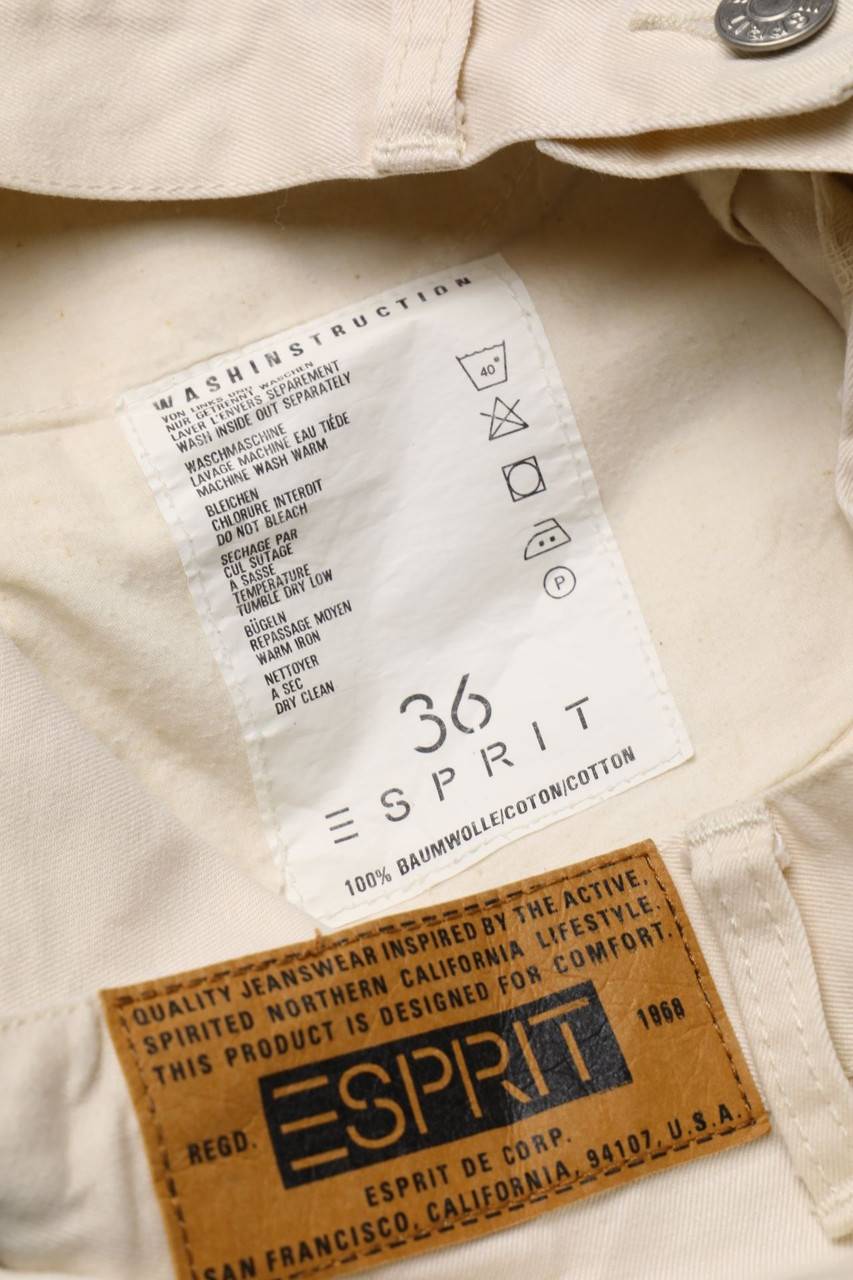 WASHINSTRUCTION
VON LINKS UND WASCHEN
NUR GETRENNT WASCHEN
LAVER L'ENVERS SEPAREMENT
WASH INSIDE OUT SEPARATELY
WASCHMASCHINE
LAVAGE MACHINE EAU TIÉDE
MACHINE WASH WARM
BLEICHEN
CHLORURE INTERDIT
DO NOT BLEACH
SECHAGE PAR
CUL SUTAGE
A SASSE
TEMPERATURE
TUMBLE DRY LOW
BÜGELN
REPASSAGE MOYEN
WARM IRON
NETTOYER
A SEC
DRY CLEAN
40°
P
36
ESPRIT
100% BAUMWOLLE/COTON/COTTON
QUALITY JEANSWEAR INSPIRED BY THE ACTIVE,
SPIRITED NORTHERN CALIFORNIA LIFESTYLE.
THIS PRODUCT IS DESIGNED FOR COMFORT.
REGD. ESPRIT 1968
ESPRIT DE CORP.
SAN FRANCISCO, CALIFORNIA, 94107, U.S.A.